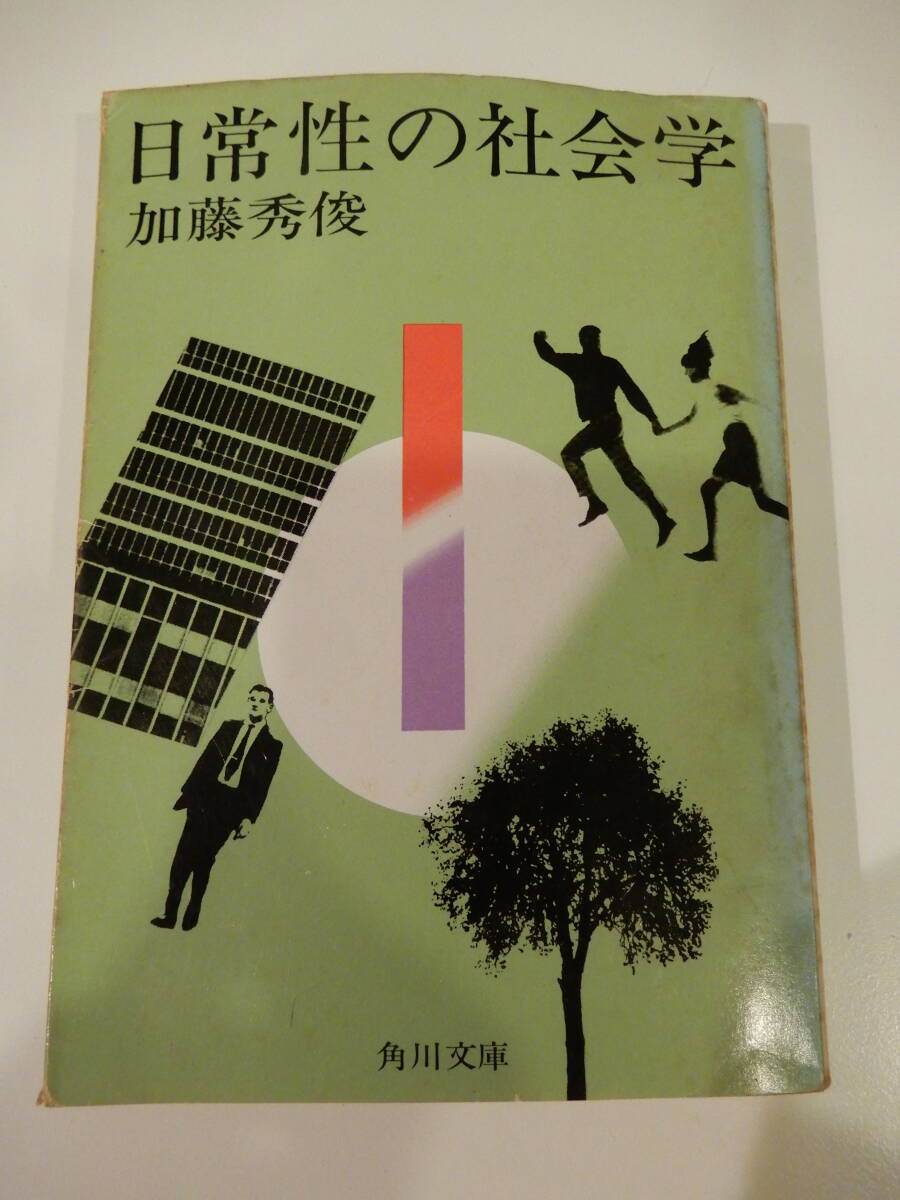 日常性の社会学
加藤秀俊
角川文庫